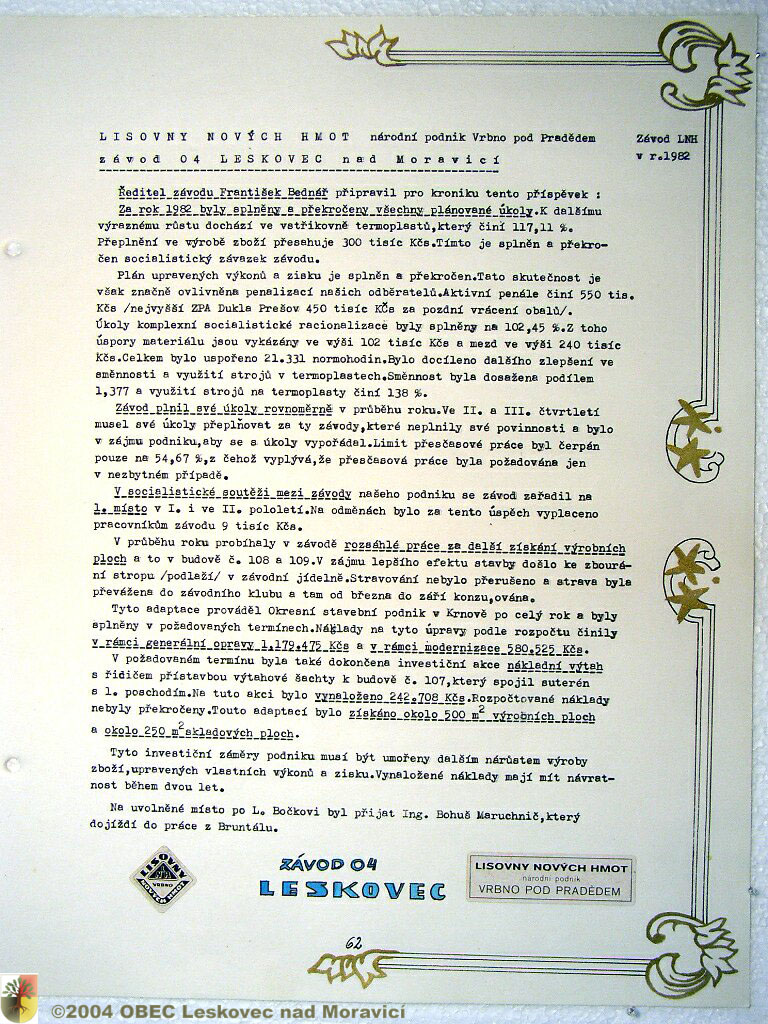 LISOVNY NOVÝCH HMOT národní podnik Vrbno pod Pradědem
závod 04 LESKOVEC nad Moravicí
Závod LNH
v r.1982
Ředitel závodu František Bednář připravil pro kroniku tento příspěvek :
Za rok 1982 byly splněny a překročeny všechny plánované úkoly.K dalšímu
výraznému růstu dochází ve vstřikovně termoplastů,který činí 117,11 %.
Přeplnění ve výrobě zboží přesahuje 300 tisíc Kčs.Tímto je splněn a překro-
čen socialistický závazek závodu.
Plán upravených výkonů a zisku je splněn a překročen.Tato skutečnost je
však značně ovlivněna penalizací našich odběratelů.Aktivní penále činí 550 tis.
Kčs /nejvyšší ZPA Dukla Prešov 450 tisíc Kčs za pozdní vrácení obalů/.
Úkoly komplexní socialistické racionalizace byly splněny na 102,45 %.Z toho
úspory materiálu jsou vykázány ve výši 102 tisíc Kčs a mezd ve výši 240 tisíc
Kčs.Celkem bylo uspořeno 21.331 normohodin.Bylo docíleno dalšího zlepšení ve
směnnosti a využití strojů v termoplastech.Směnnost byla dosažena podílem
1,377 a využití strojů na termoplasty činí 138 %.
Závod plnil své úkoly rovnoměrně v průběhu roku.Ve II. a III. čtvrtletí
musel své úkoly přeplňovat za ty závody,které neplnily své povinnosti a bylo
v zájmu podniku,aby se s úkoly vypořádal.Limit přesčasové práce byl čerpán
pouze na 54,67 %,z čehož vyplývá,že přesčasová práce byla požadována jen
v nezbytném případě.
V socialistické soutěži mezi závody našeho podniku se závod zařadil na
1. místo v I. i ve II. pololetí.Na odměnách bylo za tento úspěch vyplaceno
pracovníkům závodu 9 tisíc Kčs.
V průběhu roku probíhaly v závodě rozsáhlé práce za další získání výrobních
ploch a to v budově č. 108 a 109.V zájmu lepšího efektu stavby došlo ke zbourá-
ní stropu /podlaží/ v závodní jídelně.Stravování nebylo přerušeno a strava byla
převážena do závodního klubu a tam od března do září konzu,ována.
Tyto adaptace prováděl Okresní stavební podnik v Krnově po celý rok a byly
splněny v požadovaných termínech.Náklady na tyto úpravy podle rozpočtu činily
v rámci generální opravy 1.179.475 Kčs a v rámci modernizace 580.525 Kčs.
V požadovaném termínu byla také dokončena investiční akce nákladní výtah
s řidičem přístavbou výtahové šachty k budově č. 107,který spojil suterén
s 1. poschodím.Na tuto akci bylo vynaloženo 242.708 Kčs.Rozpočtované náklady
nebyly překročeny.Touto adaptací bylo získáno okolo 500 m2 výrobních ploch
a okolo 250 m2skladových ploch.
Tyto investiční záměry podniku musí být umořeny dalším nárůstem výroby
zboží,upravených vlastních výkonů a zisku.Vynaložené náklady mají mít návrat-
nost během dvou let.
Na uvolněné místo po L. Bočkovi byl přijat Ing. Bohuš Maruchnič,který
dojíždí do práce z Bruntálu.
LISOVNY
VRBNO
NOVÝCH HMOT
ZÁVOD 04
LESKOVEC
LISOVNY NOVÝCH HMOT
národní podnik
VRBNO POD PRADĚDEM
62
©2004 OBEC Leskovec nad Moravicí